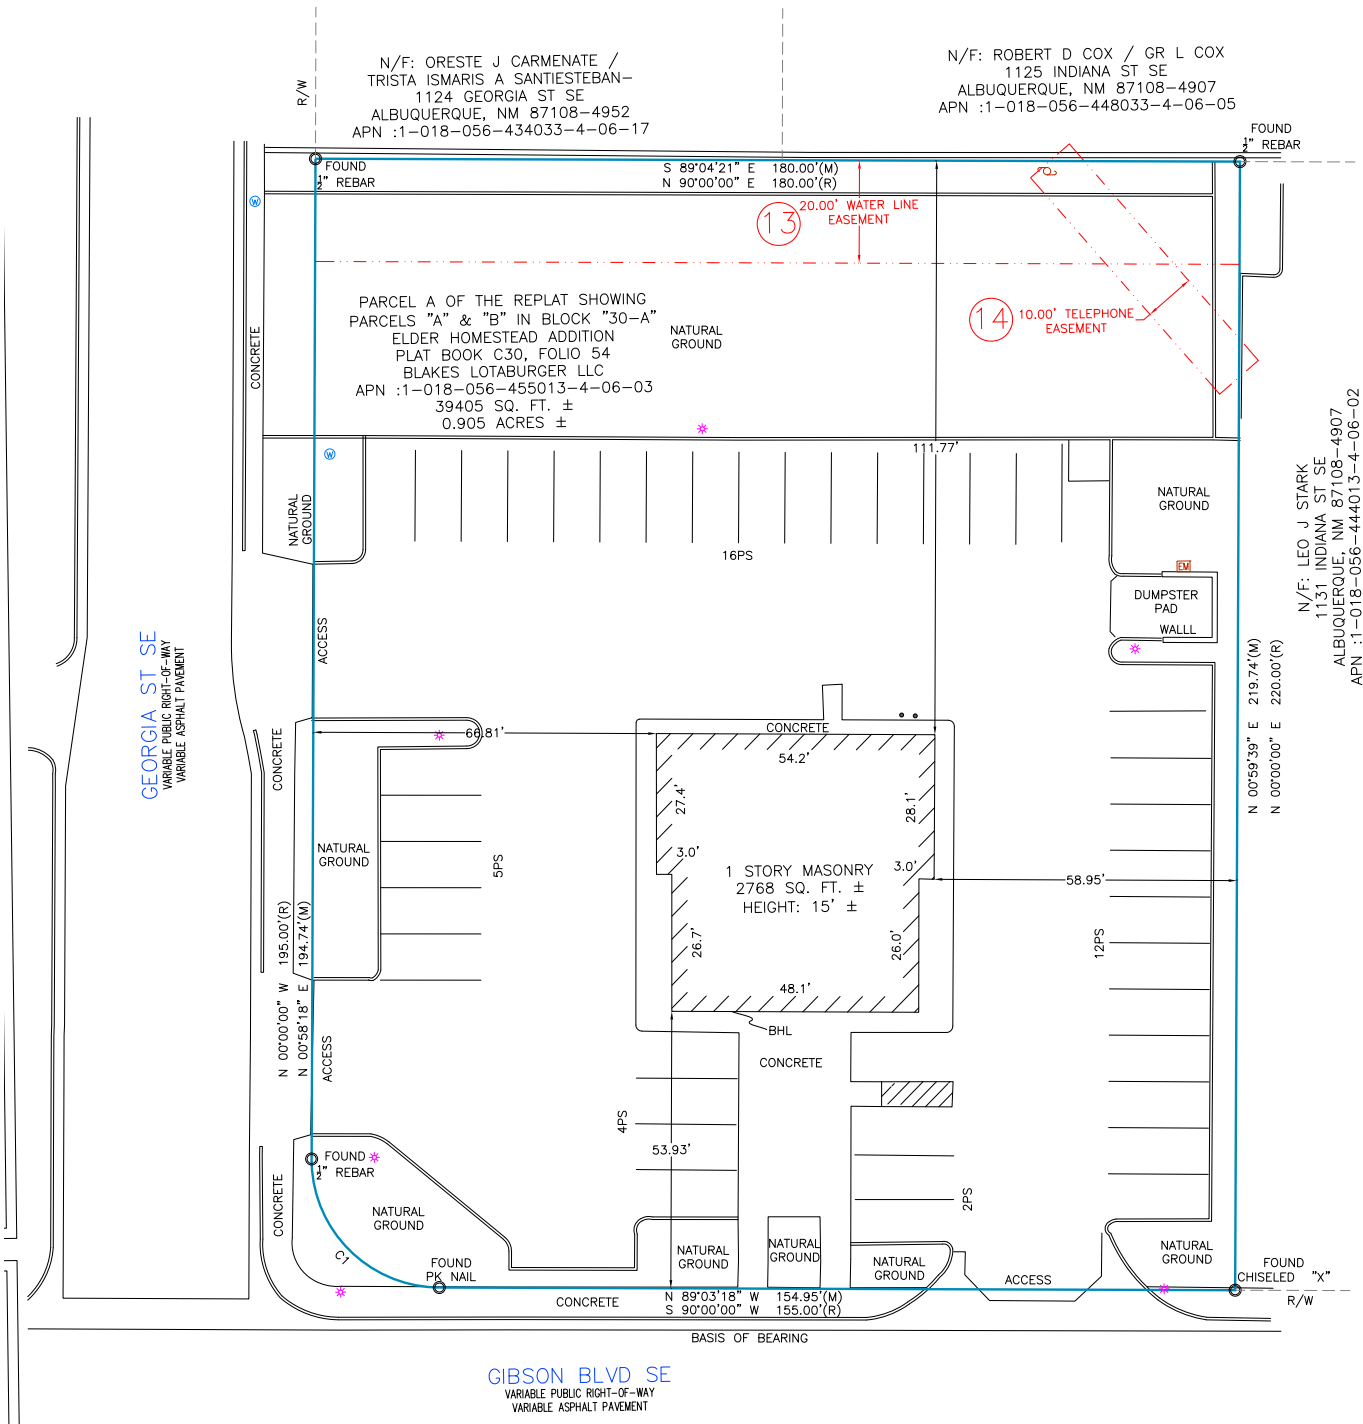 N/F: ORESTE J CARMENATE /
TRISTA ISMARIS A SANTIESTEBAN-
1124 GEORGIA ST SE
ALBUQUERQUE, NM 87108-4952
APN :1-018-056-434033-4-06-17
N/F: ROBERT D COX / GR L COX
1125 INDIANA ST SE
ALBUQUERQUE, NM 87108-4907
APN :1-018-056-448033-4-06-05
R/W
FOUND
1/2" REBAR
FOUND
1/2" REBAR
S 89°04'21" E 180.00'(M)
N 90°00'00" E 180.00'(R)
W
13
20.00' WATER LINE
EASEMENT
14
10.00' TELEPHONE
EASEMENT
PARCEL A OF THE REPLAT SHOWING
PARCELS "A" & "B" IN BLOCK "30-A"
ELDER HOMESTEAD ADDITION
PLAT BOOK C30, FOLIO 54
BLAKES LOTABURGER LLC
APN :1-018-056-455013-4-06-03
39405 SQ. FT. ±
0.905 ACRES ±
NATURAL
GROUND
CONCRETE
W
111.77'
NATURAL
GROUND
NATURAL
GROUND
16PS
EM
DUMPSTER
PAD
WALLL
N/F: LEO J STARK
1131 INDIANA ST SE
ALBUQUERQUE, NM 87108-4907
APN :1-018-056-444013-4-06-02
ACCESS
GEORGIA ST SE
VARIABLE PUBLIC RIGHT-OF-WAY
VARIABLE ASPHALT PAVEMENT
N 00°59'39" E 219.74'(M)
N 00°00'00" E 220.00'(R)
CONCRETE
66.81'
CONCRETE
54.2'
27.4'
28.1'
NATURAL
GROUND
5PS
3.0'
3.0'
1 STORY MASONRY
2768 SQ. FT. ±
HEIGHT: 15' ±
58.95'
26.7'
26.0'
12PS
48.1'
BHL
N 00°00'00" W 195.00'(R)
N 00°58'18" E 194.74'(M)
ACCESS
CONCRETE
4PS
53.93'
FOUND
1/2" REBAR
CONCRETE
NATURAL
GROUND
C1
2PS
FOUND
PK NAIL
NATURAL
GROUND
NATURAL
GROUND
NATURAL
GROUND
ACCESS
NATURAL
GROUND
FOUND
CHISELED "X"
R/W
CONCRETE
N 89°03'18" W 154.95'(M)
S 90°00'00" W 155.00'(R)
BASIS OF BEARING
GIBSON BLVD SE
VARIABLE PUBLIC RIGHT-OF-WAY
VARIABLE ASPHALT PAVEMENT